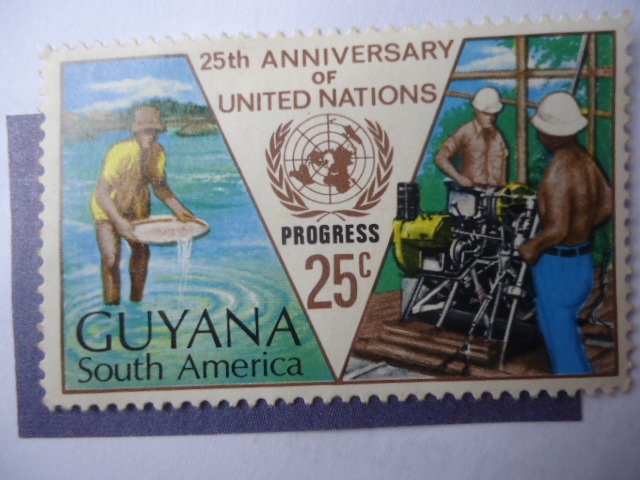 25th ANNIVERSARY
OF
UNITED NATIONS
PROGRESS
25c
GUYANA
South America